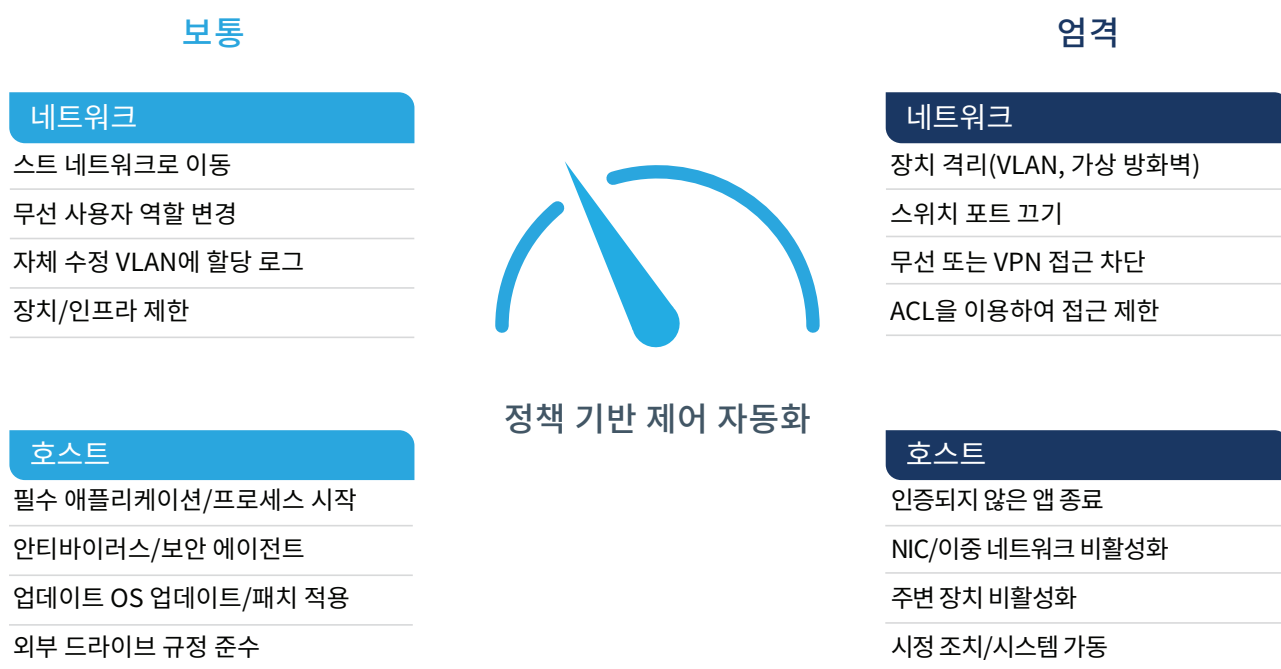 보통
엄격
네트워크
스트 네트워크로 이동
무선 사용자 역할 변경
자체 수정 VLAN에 할당 로그
장치/인프라 제한
네트워크
장치 격리(VLAN, 가상 방화벽)
스위치 포트 끄기
무선 또는 VPN 접근 차단
ACL을 이용하여 접근 제한
정책 기반 제어 자동화
호스트
필수 애플리케이션/프로세스 시작
안티바이러스/보안 에이전트
업데이트 OS 업데이트/패치 적용
외부 드라이브 규정 준수
호스트
인증되지 않은 앱 종료
NIC/이중 네트워크 비활성화
주변 장치 비활성화
시정 조치/시스템 가동